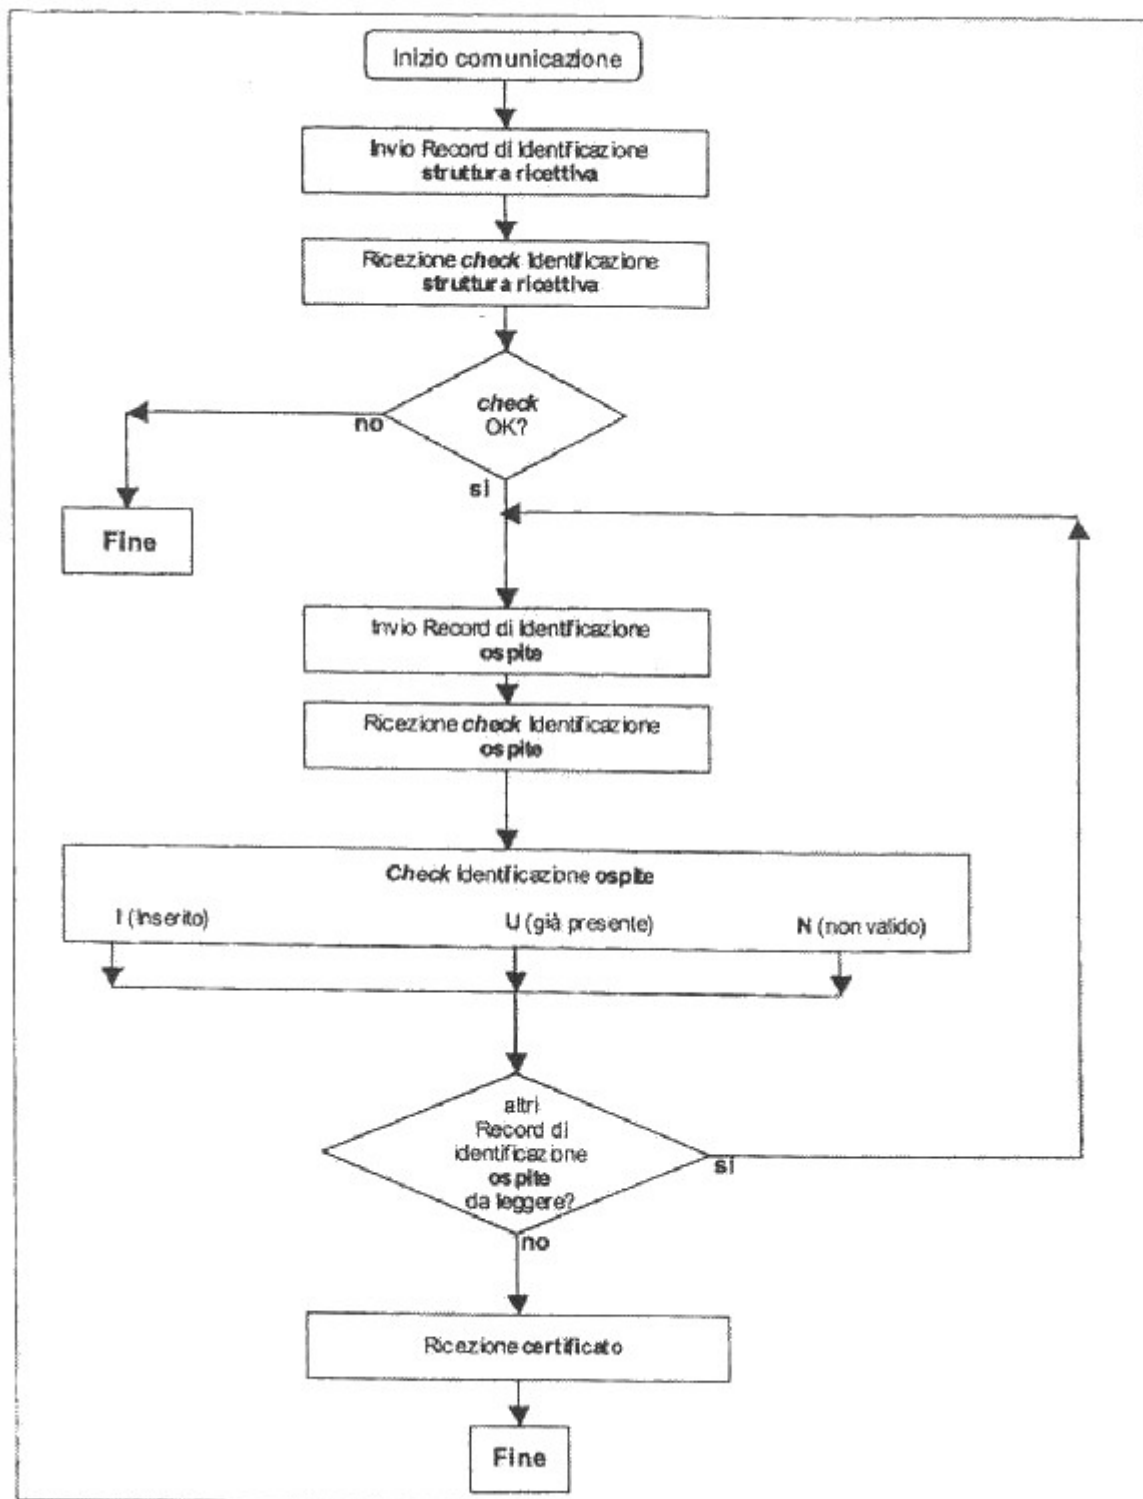 Inizio comunicazione
Invio Record di Identificazione
struttura ricettiva
Ricezione check Identificazione
struttura ricettiva
check
OK?
no
si
Fine
Invio Record di Identificazione
ospite
Ricezione check Identificazione
ospite
Check Identificazione ospite
I (Inserito)
U (già presente)
N (non valido)
altri
Record di
identificazione
ospite
da leggere?
si
no
Ricezione certificato
Fine